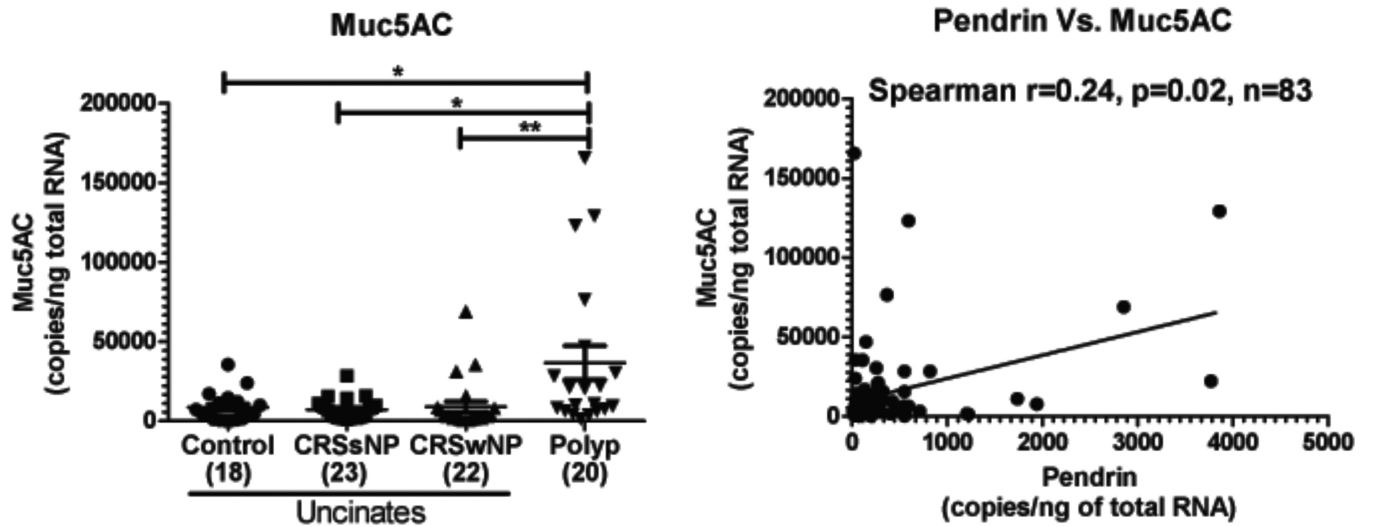 Muc5AC
*
*
**
Muc5AC
(copies/ng total RNA)
200000
150000
100000
50000
0
Control CRSsNP CRSwNP Polyp
(18) (23) (22) (20)
Uncinates
Pendrin Vs. Muc5AC
Spearman r=0.24, p=0.02, n=83
Muc5AC
(copies/ng total RNA)
200000
150000
100000
50000
0
0 1000 2000 3000 4000 5000
Pendrin
(copies/ng of total RNA)